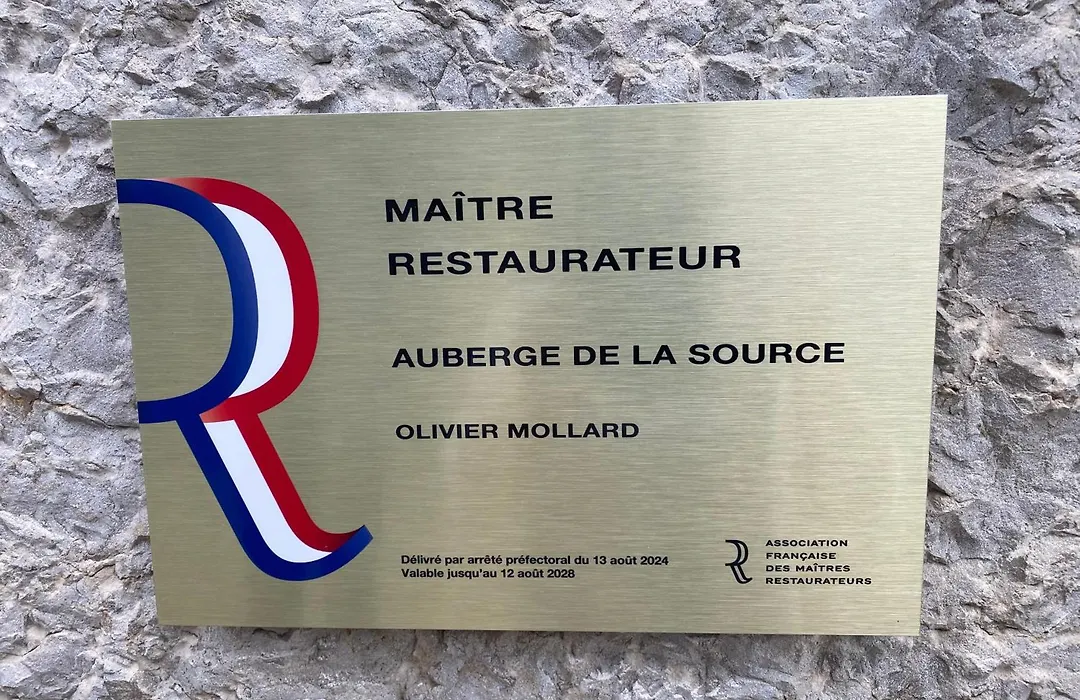 MAÎTRE
RESTAURATEUR
AUBERGE DE LA SOURCE
OLIVIER MOLLARD
Délivré par arrêté préfectoral du 13 août 2024
Valable jusqu'au 12 août 2028
ASSOCIATION
FRANÇAISE
DES MAÎTRES
RESTAURATEURS